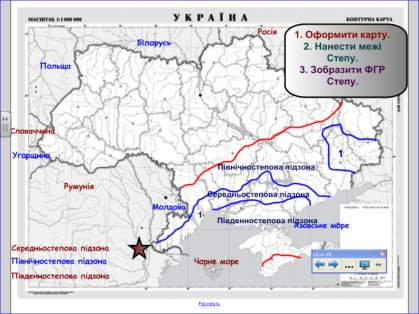 УКРАЇНА
МАСШТАБ 1:1 000 000
КОНТУРНА КАРТА
1. Оформити карту.
2. Нанести межі
Степу.
3. Зобразити ФГР
Степу.
Росія
Білорусь
Польща
Словаччина
Угорщина
Румунія
Молдова
1
Північностепова підзона
Середньостепова підзона
1
Південностепова підзона
Азовське море
Чорне море
Середньостепова підзона
Північностепова підзона
Південностепова підзона